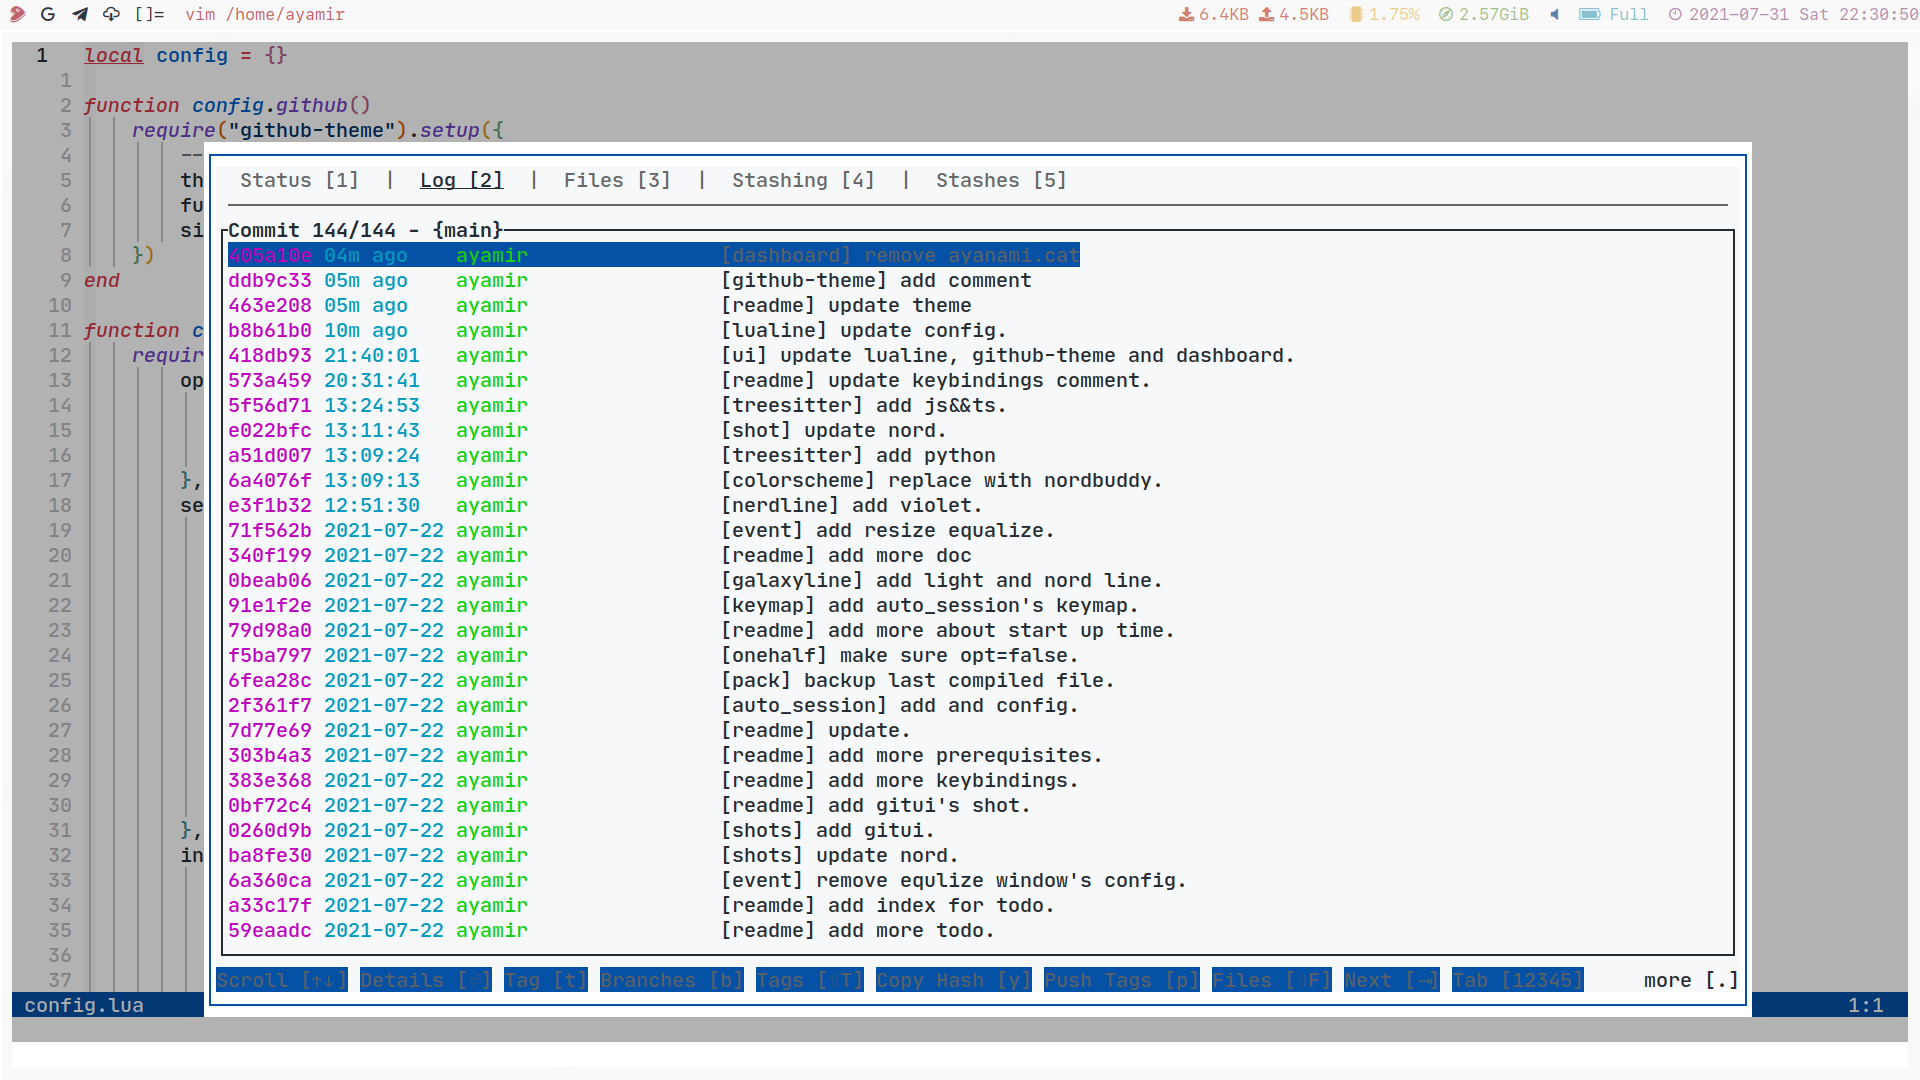 []= vim /home/ayamir 6.4KB 4.5KB 1.75% 2.57GiB Full 2021-07-31 Sat 22:30:50
1 local config = {}
1
2 function config.github()
3 require("github-theme").setup({
4 --
5 th
6 fu
7 si
8 })
9 end
10
11 function c
12 requir
13 op
14
15
16
17 },
18 se
19
20
21
22
23
24
25
26
27
28
29
30
31 },
32 in
33
34
35
36
37
config.lua 1:1
Status [1] | Log [2] | Files [3] | Stashing [4] | Stashes [5]
Commit 144/144 - {main}
405a10e 04m ago ayamir [dashboard] remove ayanami.cat
ddb9c33 05m ago ayamir [github-theme] add comment
463e208 05m ago ayamir [readme] update theme
b8b61b0 10m ago ayamir [lualine] update config.
418db93 21:40:01 ayamir [ui] update lualine, github-theme and dashboard.
573a459 20:31:41 ayamir [readme] update keybindings comment.
5f56d71 13:24:53 ayamir [treesitter] add js&&ts.
e022bfc 13:11:43 ayamir [shot] update nord.
a51d007 13:09:24 ayamir [treesitter] add python
6a4076f 13:09:13 ayamir [colorscheme] replace with nordbuddy.
e3f1b32 12:51:30 ayamir [nerdline] add violet.
71f562b 2021-07-22 ayamir [event] add resize equalize.
340f199 2021-07-22 ayamir [readme] add more doc
0beab06 2021-07-22 ayamir [galaxyline] add light and nord line.
91e1f2e 2021-07-22 ayamir [keymap] add auto_session's keymap.
79d98a0 2021-07-22 ayamir [readme] add more about start up time.
f5ba797 2021-07-22 ayamir [onehalf] make sure opt=false.
6fea28c 2021-07-22 ayamir [pack] backup last compiled file.
2f361f7 2021-07-22 ayamir [auto_session] add and config.
7d77e69 2021-07-22 ayamir [readme] update.
303b4a3 2021-07-22 ayamir [readme] add more prerequisites.
383e368 2021-07-22 ayamir [readme] add more keybindings.
0bf72c4 2021-07-22 ayamir [readme] add gitui's shot.
0260d9b 2021-07-22 ayamir [shots] add gitui.
ba8fe30 2021-07-22 ayamir [shots] update nord.
6a360ca 2021-07-22 ayamir [event] remove equlize window's config.
a33c17f 2021-07-22 ayamir [reamde] add index for todo.
59eaadc 2021-07-22 ayamir [readme] add more todo.
Scroll [↑↓] Details [⏎] Tag [t] Branches [b] Tags [⇧T] Copy Hash [y] Push Tags [p] Files [⇧F] Next [→] Tab [12345] more [.]